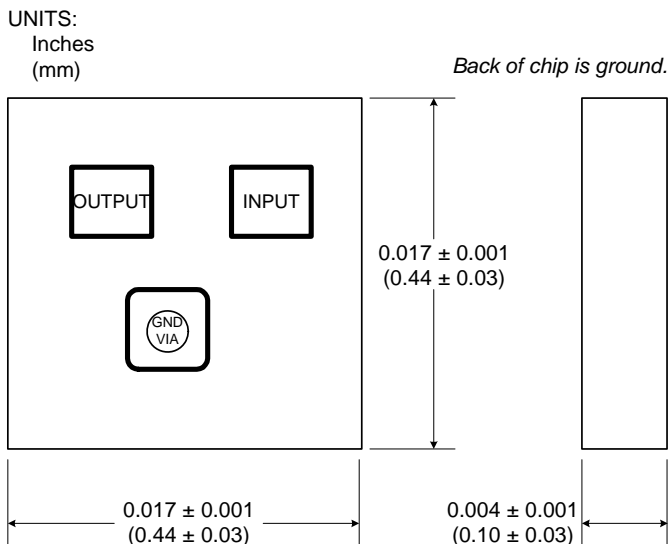 UNITS:
Inches
(mm)
Back of chip is ground.
OUTPUT
INPUT
GND
VIA
0.017 ± 0.001
(0.44 ± 0.03)
0.017 ± 0.001
(0.44 ± 0.03)
0.004 ± 0.001
(0.10 ± 0.03)